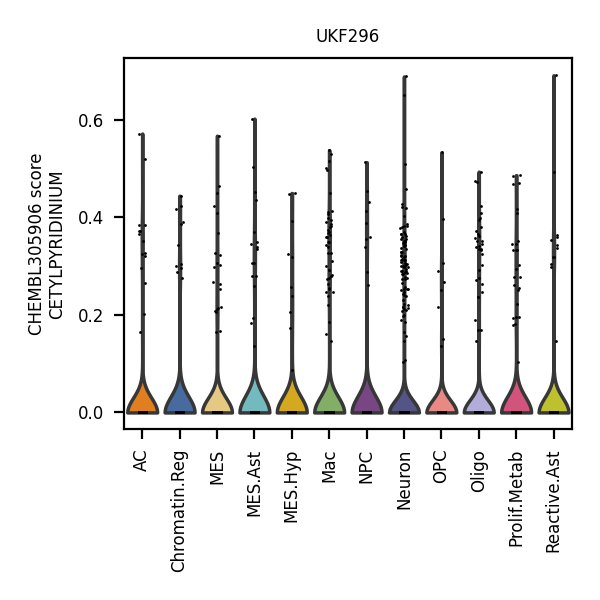 UKF296
CHEMBL305906 score
CETYLPYRIDINIUM
0.6
0.4
0.2
0.0
AC
Chromatin.Reg
MES
MES.Ast
MES.Hyp
Mac
NPC
Neuron
OPC
Oligo
Prolif.Metab
Reactive.Ast